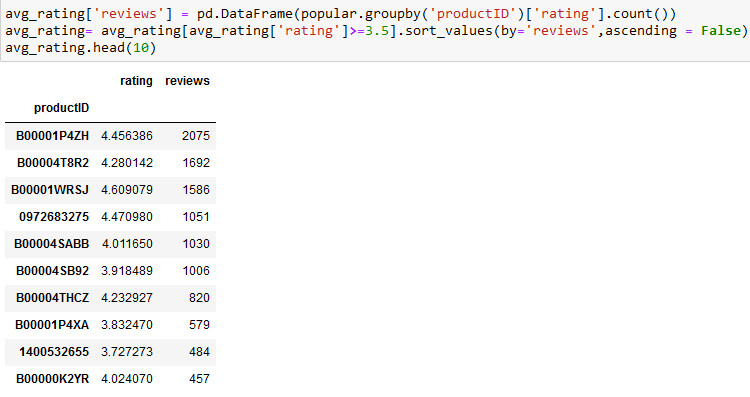 avg_rating['reviews'] = pd.DataFrame(popular.groupby('productID')['rating'].count())
avg_rating= avg_rating[avg_rating['rating']>=3.5].sort_values(by='reviews',ascending = False)
avg_rating.head(10)
rating reviews
productID
B00001P4ZH 4.456386 2075
B00004T8R2 4.280142 1692
B00001WRSJ 4.609079 1586
0972683275 4.470980 1051
B00004SABB 4.011650 1030
B00004SB92 3.918489 1006
B00004THCZ 4.232927 820
B00001P4XA 3.832470 579
1400532655 3.727273 484
B00000K2YR 4.024070 457